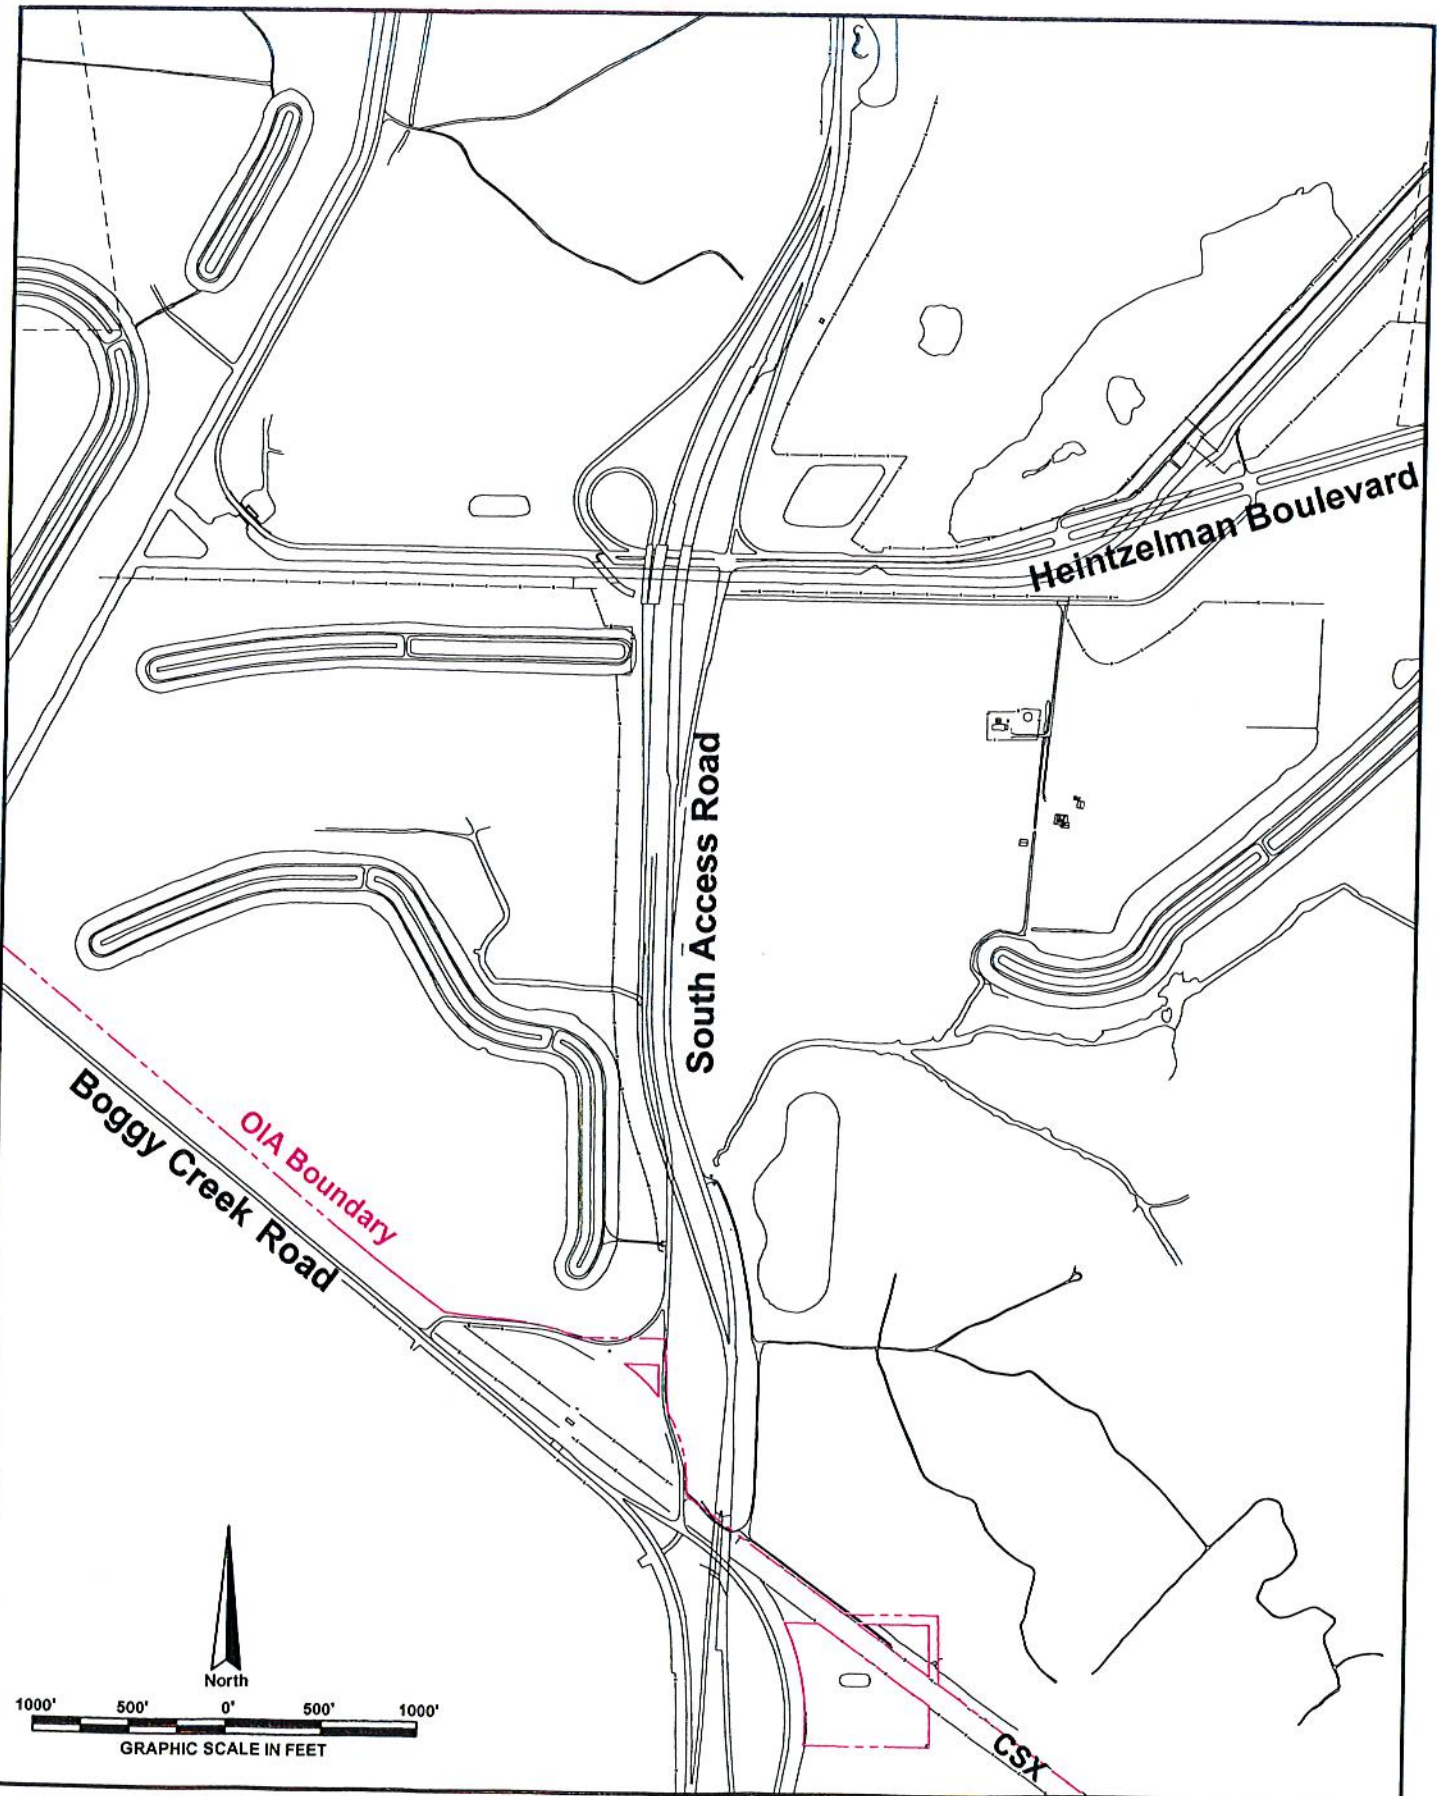 Heintzelman Boulevard
South Access Road
OIA Boundary
Boggy Creek Road
North
1000' 500' 0' 500' 1000'
GRAPHIC SCALE IN FEET
CSX